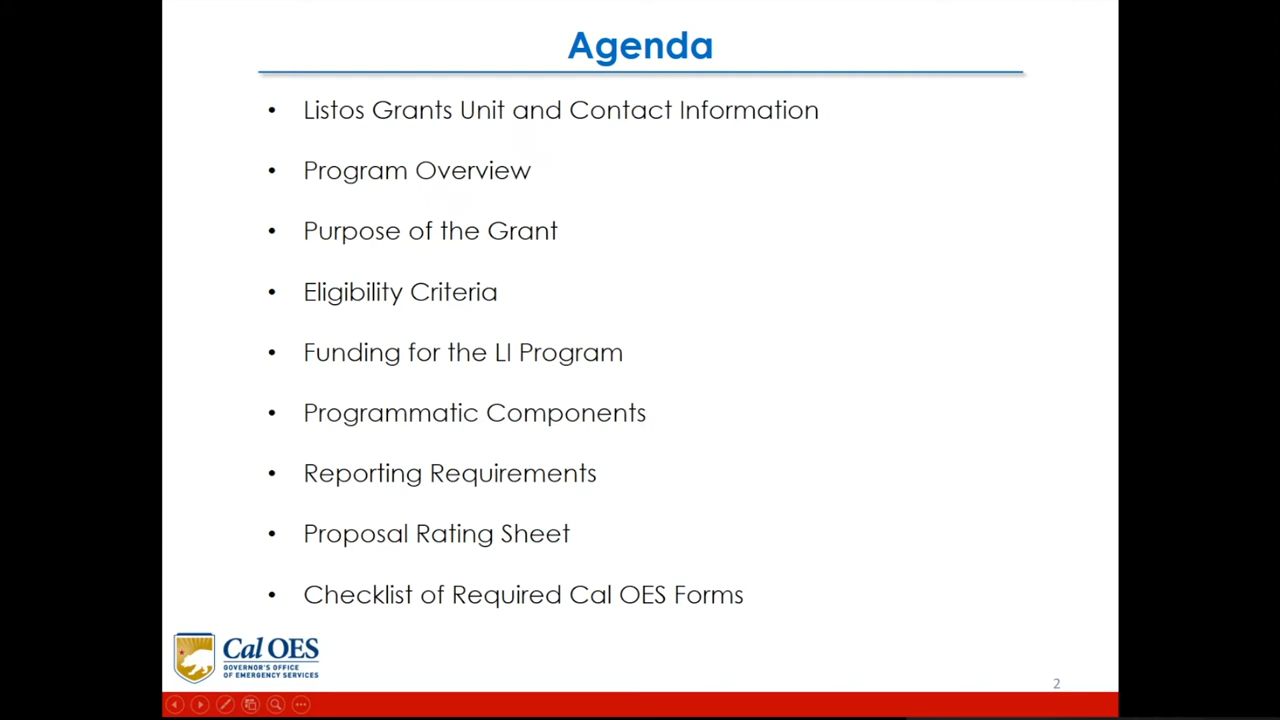 Agenda
• Listos Grants Unit and Contact Information
• Program Overview
• Purpose of the Grant
• Eligibility Criteria
• Funding for the LI Program
• Programmatic Components
• Reporting Requirements
• Proposal Rating Sheet
• Checklist of Required Cal OES Forms
Cal OES
GOVERNOR'S OFFICE
OF EMERGENCY SERVICES
2